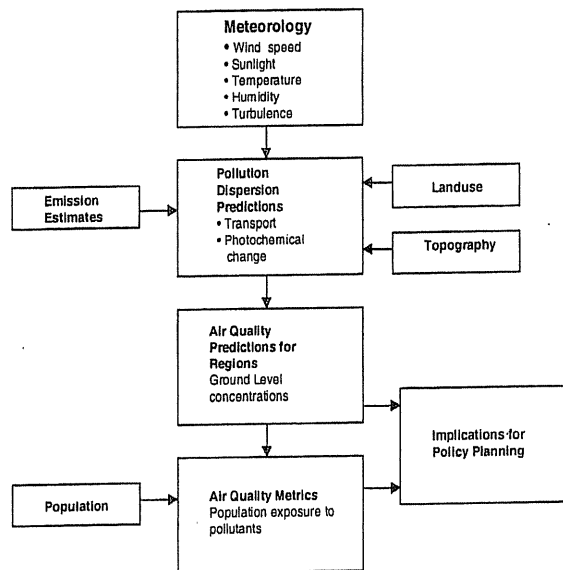 Meteorology
• Wind speed
• Sunlight
• Temperature
• Humidity
• Turbulence
Emission
Estimates
Pollution
Dispersion
Predictions
• Transport
• Photochemical
change
Landuse
Topography
Air Quality
Predictions for
Regions
Ground Level
concentrations
Implications for
Policy Planning
Population
Air Quality Metrics
Population exposure to
pollutants